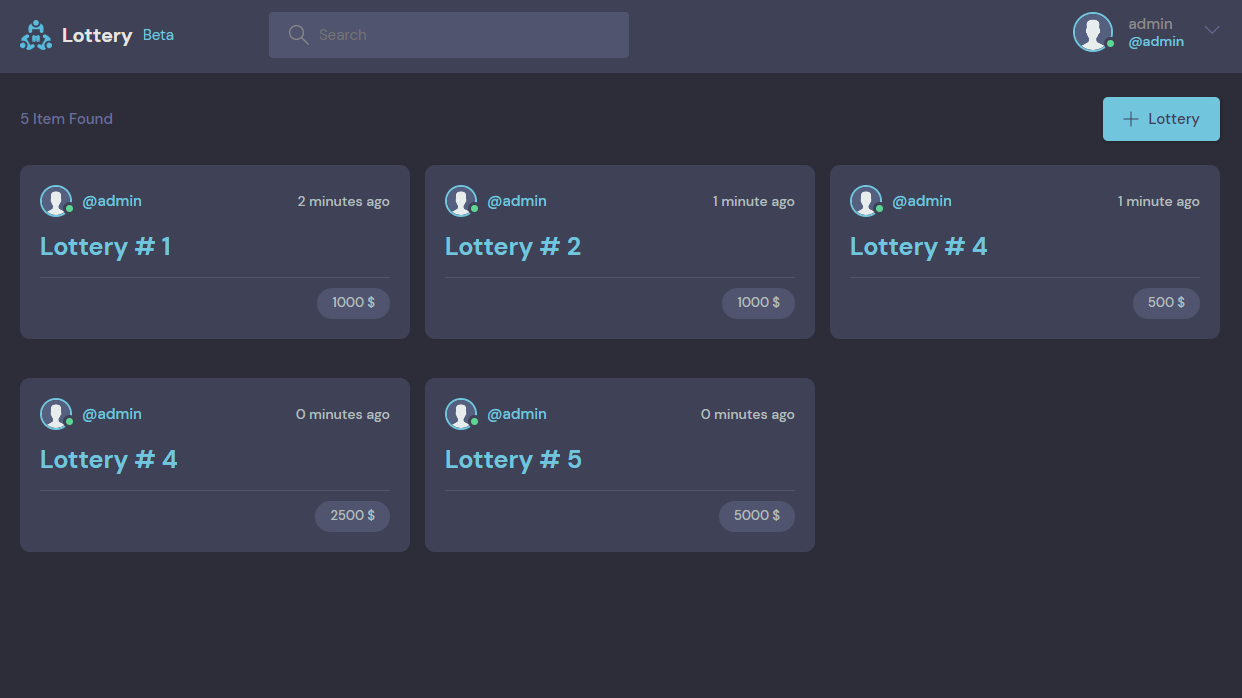 Lottery Beta
Search
admin
@admin
5 Item Found
Lottery
@admin 2 minutes ago
Lottery # 1
1000 $
@admin 1 minute ago
Lottery # 2
1000 $
@admin 1 minute ago
Lottery # 4
500 $
@admin 0 minutes ago
Lottery # 4
2500 $
@admin 0 minutes ago
Lottery # 5
5000 $